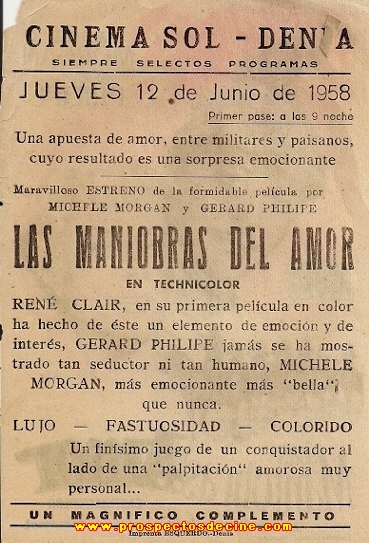 CINEMA SOL - DENIA
SIEMPRE SELECTOS PROGRAMAS
JUEVES 12 de Junio de 1958
Primer pase: a las 9 noche
Una apuesta de amor, entre militares y paisanos,
cuyo resultado es una sorpresa emocionante
Maravilloso ESTRENO de la formidable película por
MICHELE MORGAN y GERARD PHILIPE
LAS MANIOBRAS DEL AMOR
EN TECHNICOLOR
RENÉ CLAIR, en su primera película en color
ha hecho de éste un elemento de emoción y de
interés, GERARD PHILIPE jamás se ha mos-
trado tan seductor ni tan humano, MICHELE
MORGAN, más emocionante más "bella",
que nunca.
LUJO — FASTUOSIDAD — COLORIDO
Un finísimo juego de un conquistador al
lado de una "palpitación" amorosa muy
personal...
UN MAGNIFICO COMPLEMENTO
www.prospectosdecine.com
Imprenta ESQUERDO.-Denia